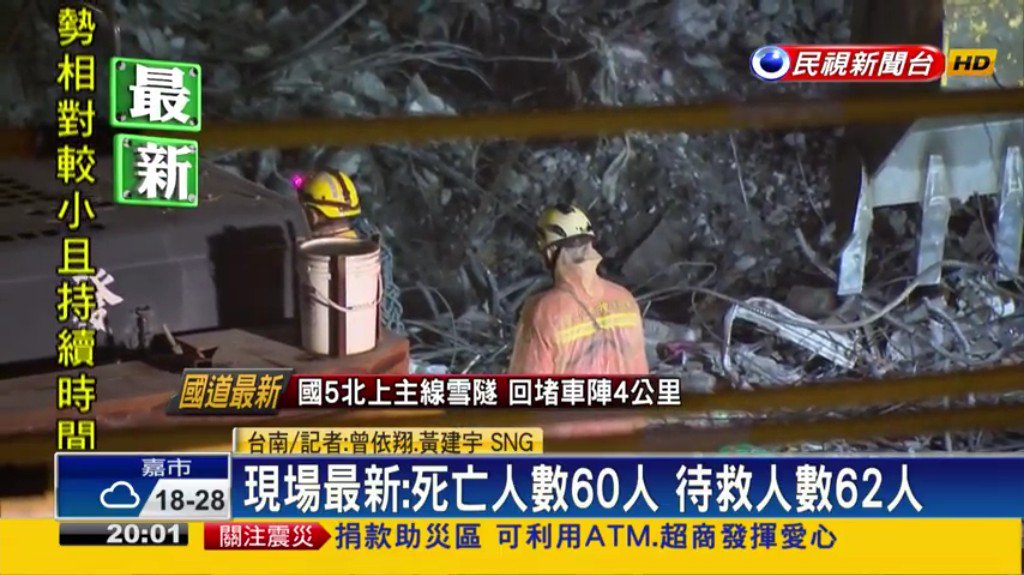 勢相對較小且持續時間
最新
民視新聞台 HD
國道最新 國5北上主線雪隧 回堵車陣4公里
台南/記者:曾依翔.黃建宇 SNG
嘉市
18-28
現場最新:死亡人數60人 待救人數62人
20:01 關注震災 捐款助災區 可利用ATM.超商發揮愛心